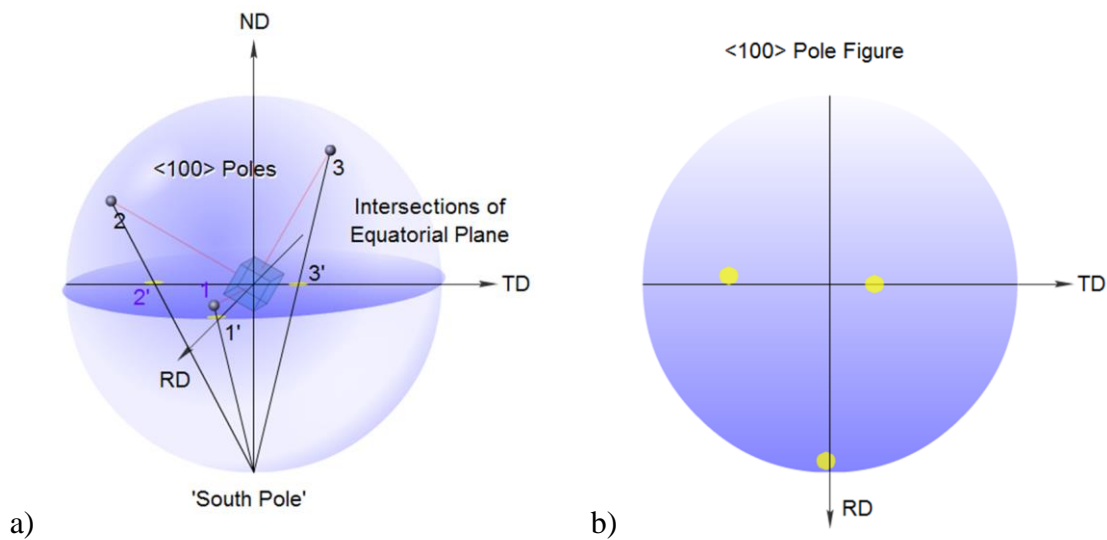 ND
<100> Poles
3
2
Intersections of
Equatorial Plane
3'
TD
2'
1
1'
RD
'South Pole'
a)
<100> Pole Figure
TD
RD
b)